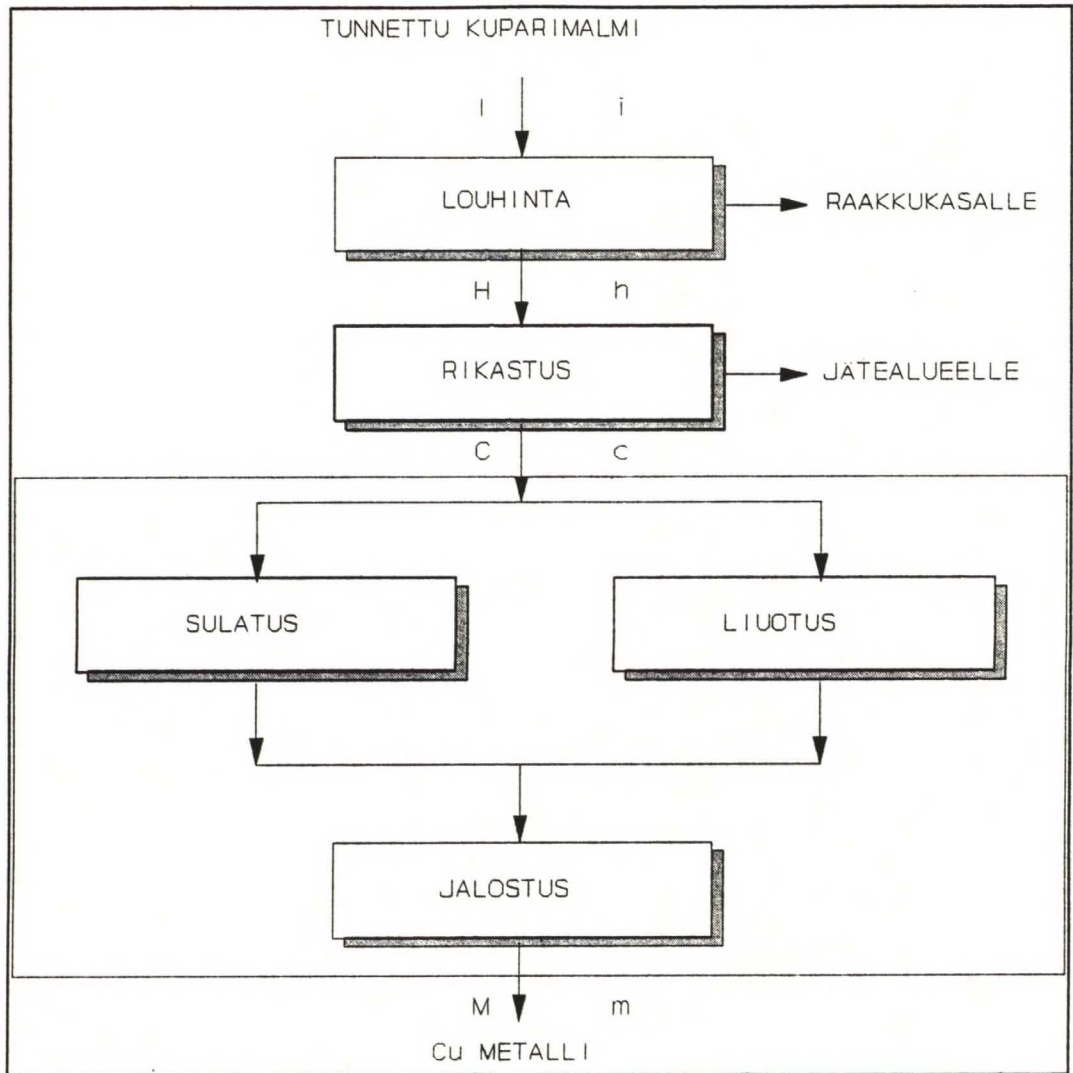 TUNNETTU KUPARIMALMI
I i
LOUHINTA
RAAKKUKASALLE
H h
RIKASTUS
JÄTEALUEELLE
C c
SULATUS
LIUOTUS
JALOSTUS
M m
Cu METALLI